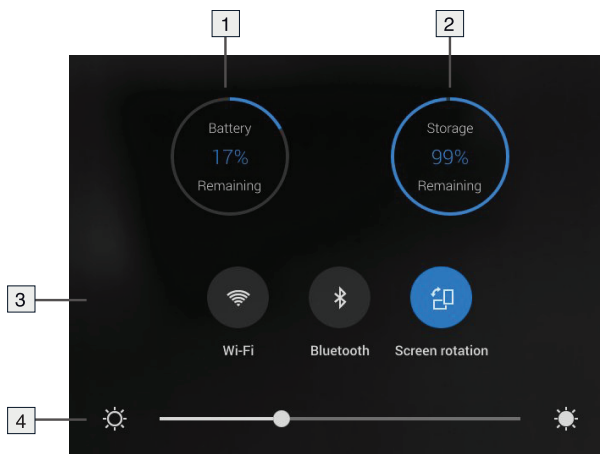 1
2
Battery
17%
Remaining
Storage
99%
Remaining
3
Wi-Fi
Bluetooth
Screen rotation
4